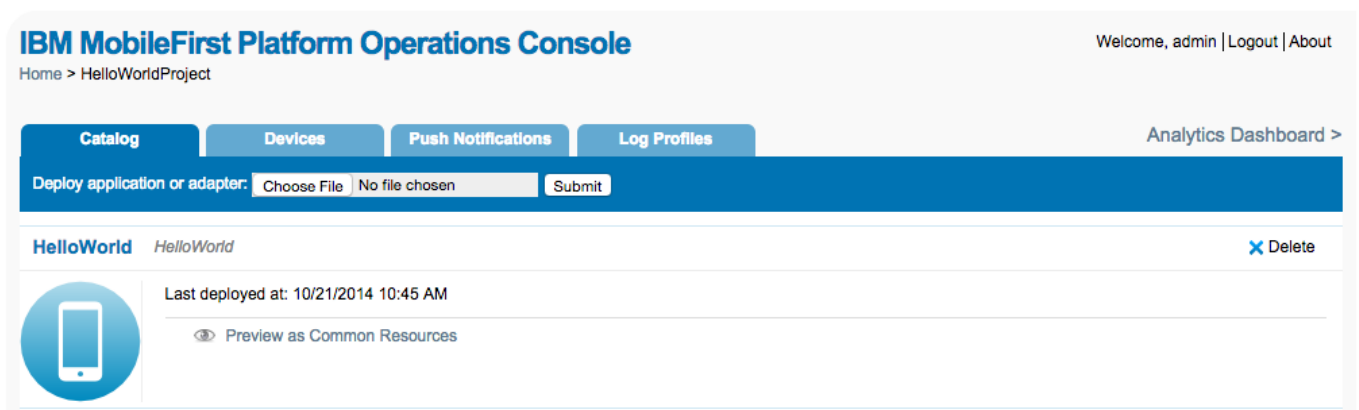 IBM MobileFirst Platform Operations Console
Welcome, admin | Logout | About
Home > HelloWorldProject
Catalog Devices Push Notifications Log Profiles Analytics Dashboard >
Deploy application or adapter: Choose File No file chosen Submit
HelloWorld HelloWorld Delete
Last deployed at: 10/21/2014 10:45 AM
Preview as Common Resources